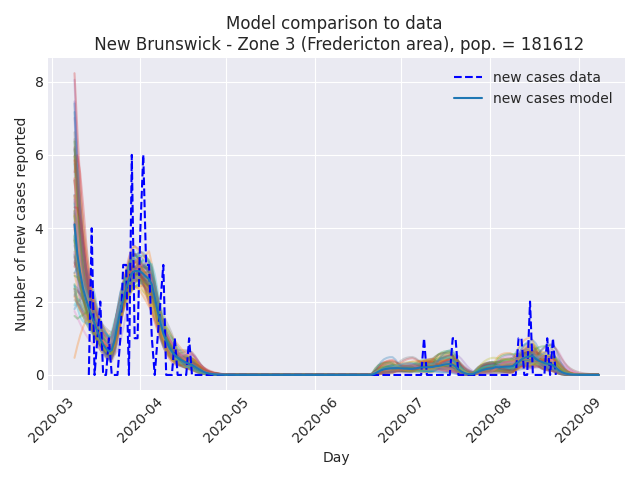 Model comparison to data
New Brunswick - Zone 3 (Fredericton area), pop. = 181612
new cases data
new cases model
Number of new cases reported
8
6
4
2
0
2020-03
2020-04
2020-05
2020-06
2020-07
2020-08
2020-09
Day